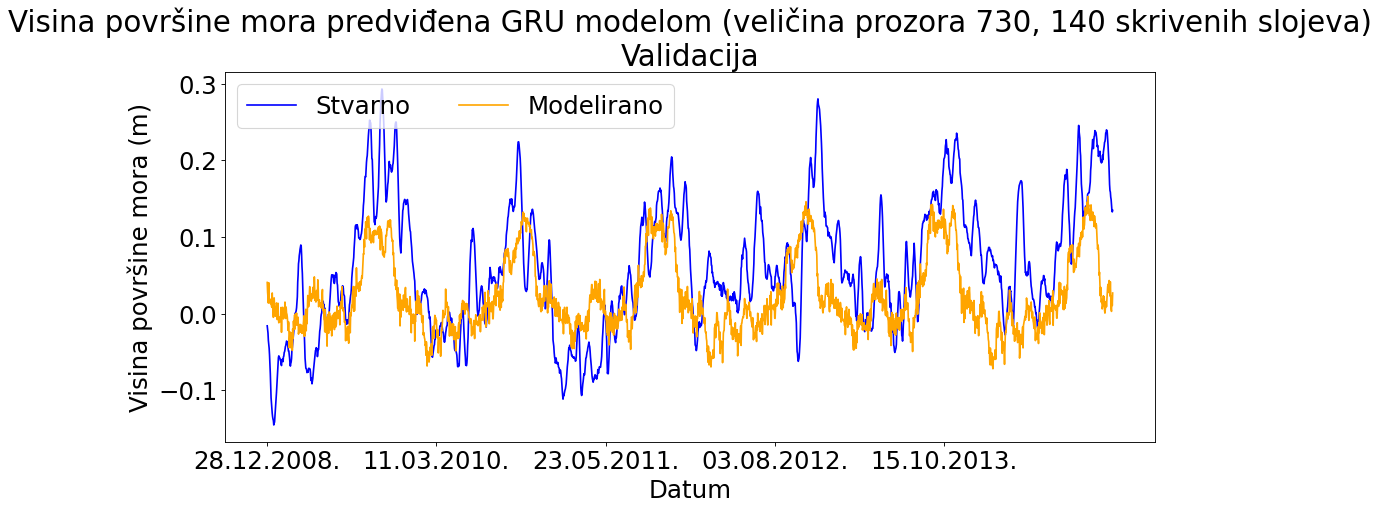 Visina površine mora predviđena GRU modelom (veličina prozora 730, 140 skrivenih slojeva)
Validacija
Stvarno Modelirano
Visina površine mora (m)
0.3
0.2
0.1
0.0
−0.1
28.12.2008. 11.03.2010. 23.05.2011. 03.08.2012. 15.10.2013.
Datum